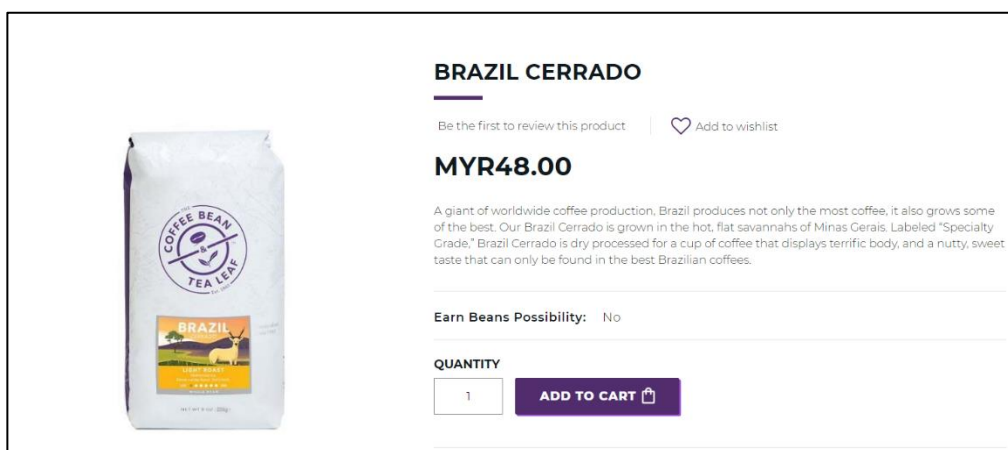 BRAZIL CERRADO
Be the first to review this product
Add to wishlist
MYR48.00
A giant of worldwide coffee production, Brazil produces not only the most coffee, it also grows some
of the best. Our Brazil Cerrado is grown in the hot, flat savannahs of Minas Gerais. Labeled "Specialty
Grade," Brazil Cerrado is dry processed for a cup of coffee that displays terrific body, and a nutty, sweet
taste that can only be found in the best Brazilian coffees.
Earn Beans Possibility: No
QUANTITY
1
ADD TO CART
THE
COFFEE BEAN
&
TEA LEAF
BRAZIL
LIGHT ROAST
WHOLE BEAN